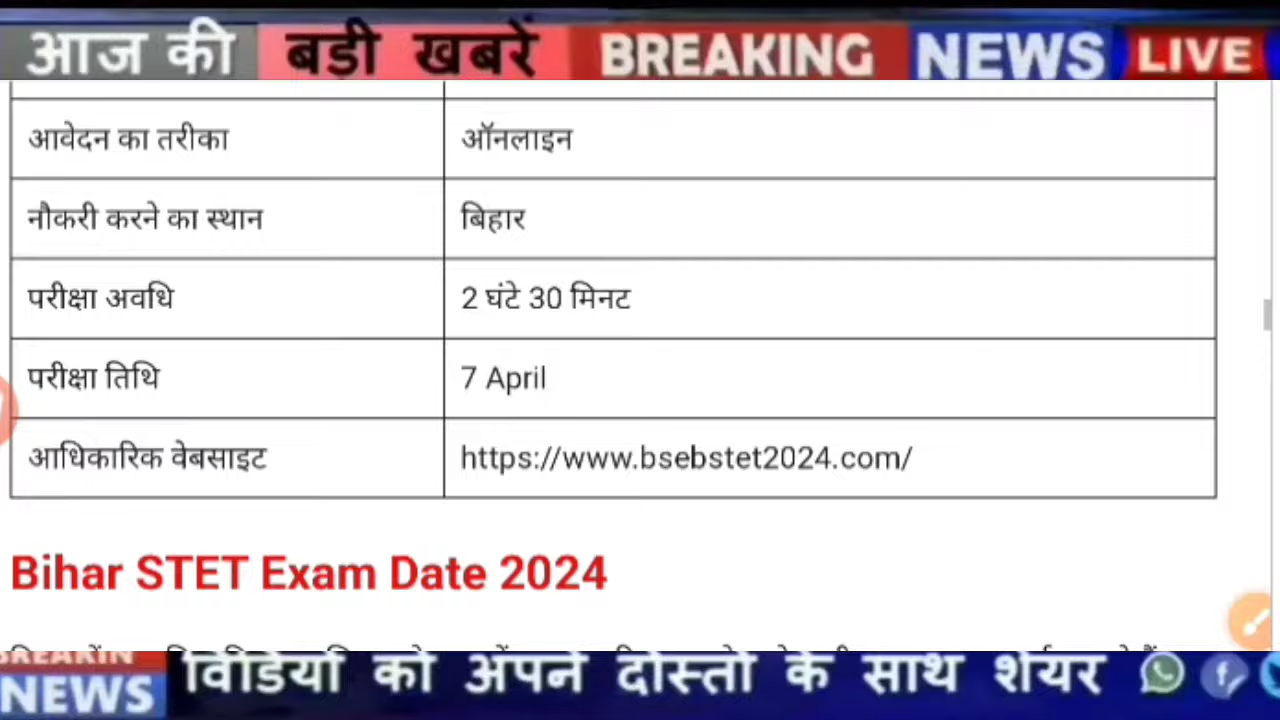 आज की बडी खबरें BREAKING NEWS LIVE
आवेदन का तरीका ऑनलाइन
नौकरी करने का स्थान बिहार
परीक्षा अवधि 2 घंटे 30 मिनट
परीक्षा तिथि 7 April
आधिकारिक वेबसाइट https://www.bsebstet2024.com/
Bihar STET Exam Date 2024
BREAKIN
NEWS
विडियो को अपने दोस्तो के साथ शेयर